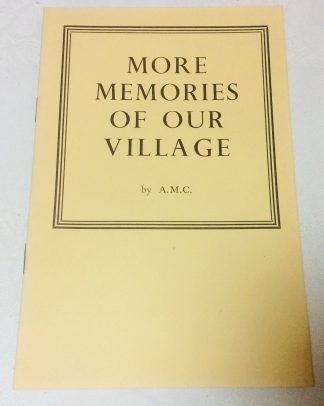 MORE
MEMORIES
OF OUR
VILLAGE
by A.M.C.